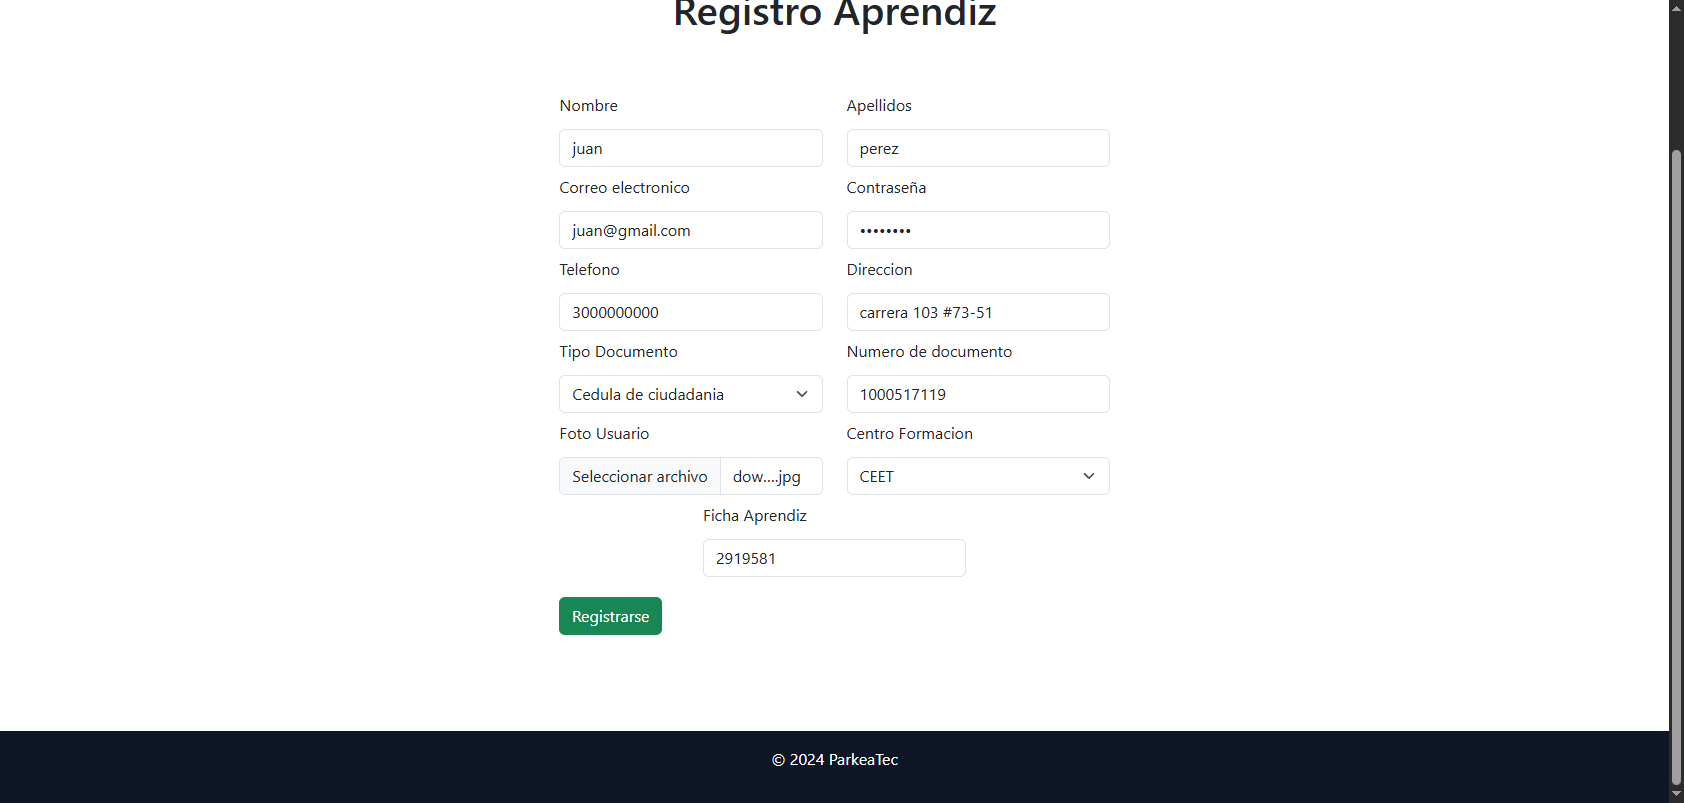 Registro Aprendiz
Nombre
Apellidos
juan
perez
Correo electronico
Contraseña
juan@gmail.com
••••••••
Telefono
Direccion
3000000000
carrera 103 #73-51
Tipo Documento
Numero de documento
Cedula de ciudadania
1000517119
Foto Usuario
Centro Formacion
Seleccionar archivo dow....jpg
CEET
Ficha Aprendiz
2919581
Registrarse
© 2024 ParkeaTec